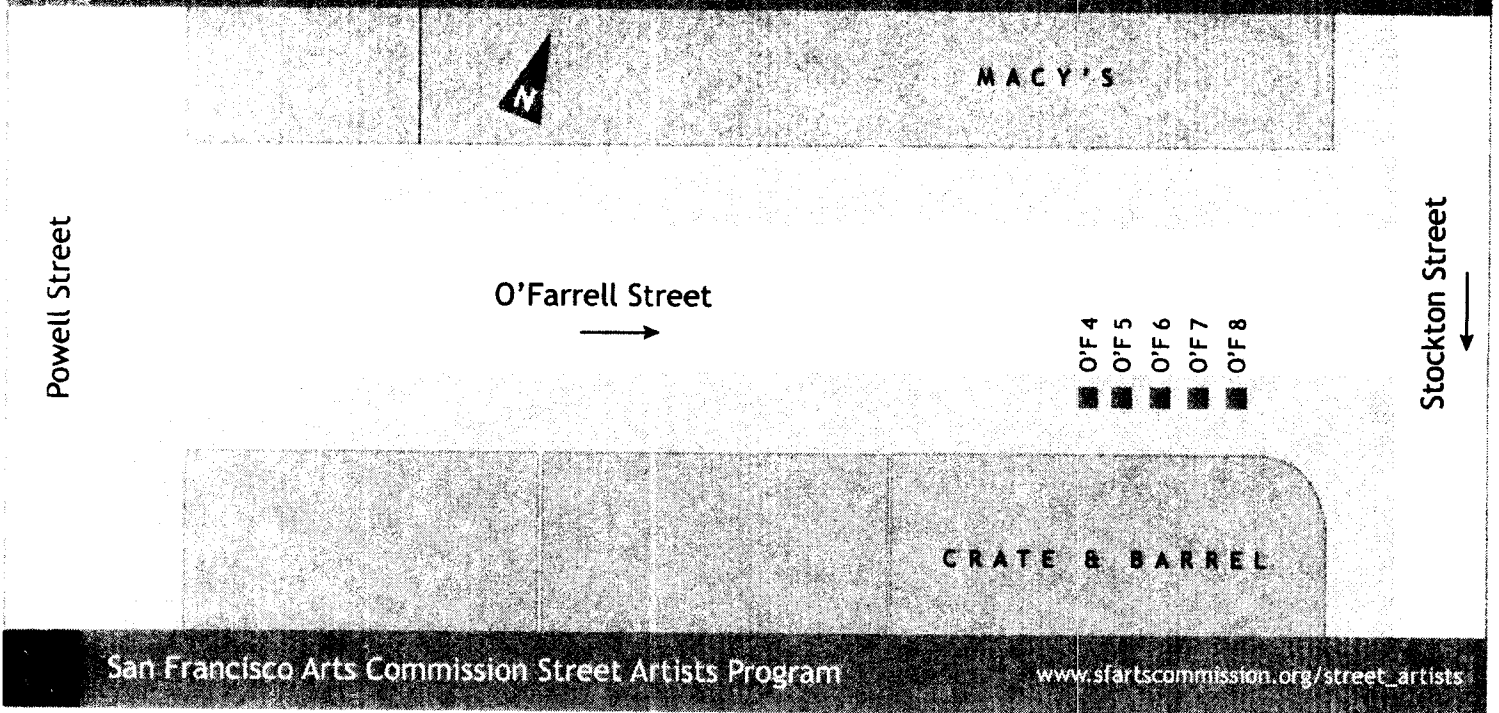 N
MACY'S
Powell Street
O'Farrell Street
Stockton Street
O'F 4
O'F 5
O'F 6
O'F 7
O'F 8
CRATE & BARREL
San Francisco Arts Commission Street Artists Program
www.sfartscommission.org/street_artists